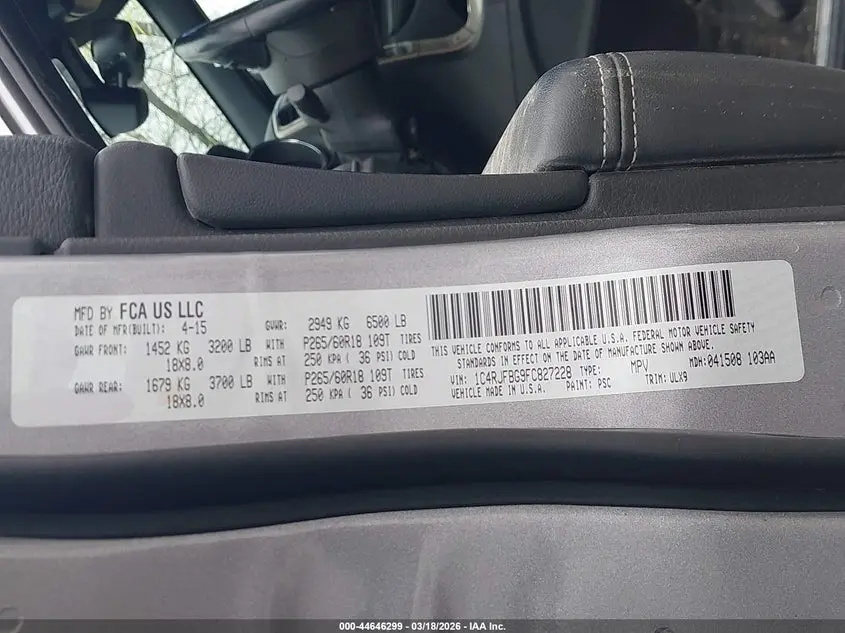 MFD BY FCA US LLC
DATE OF MFR(BUILT): 4-15 GVWR: 2949 KG 6500 LB
GAWR FRONT: 1452 KG 3200 LB WITH P265/60R18 109T TIRES
18X8.0 RIMS AT 250 KPA ( 36 PSI) COLD
GAWR REAR: 1679 KG 3700 LB WITH P265/60R18 109T TIRES
18X8.0 RIMS AT 250 KPA ( 36 PSI) COLD
THIS VEHICLE CONFORMS TO ALL APPLICABLE U.S.A. FEDERAL MOTOR VEHICLE SAFETY
STANDARDS IN EFFECT ON THE DATE OF MANUFACTURE SHOWN ABOVE.
VIN: 1C4RJFBG9FC827228 TYPE: MPV MDH:041508 103AA
VEHICLE MADE IN U.S.A. PAINT: PSC TRIM: ULX9
000-44646299 - 03/18/2026 - IAA Inc.